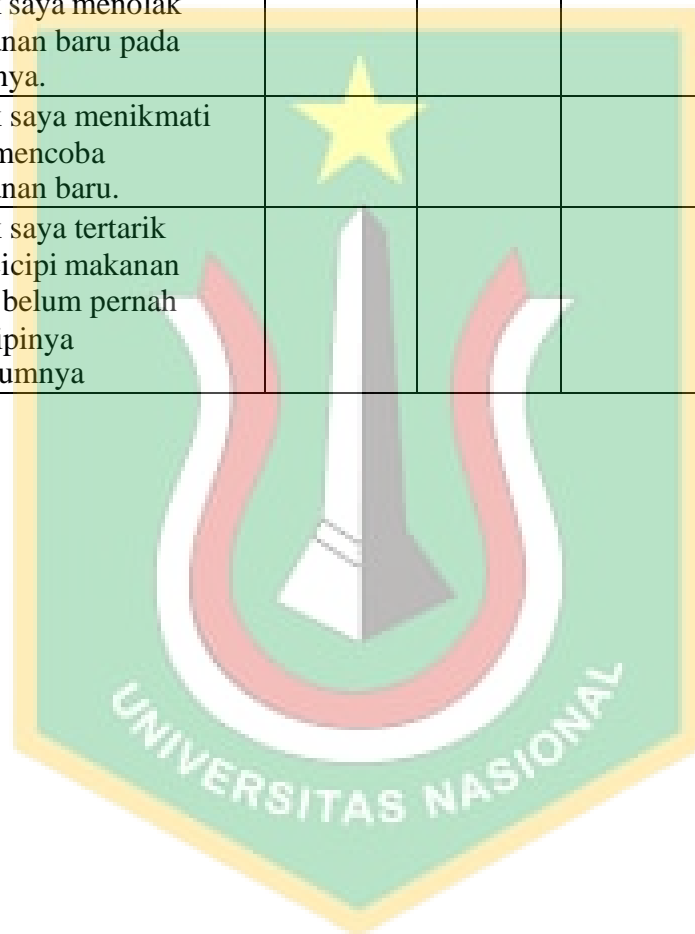 saya menolak
nan baru pada
nya.
saya menikmati
mencoba
nan baru.
saya tertarik
icipi makanan
belum pernah
ipinya
umnya
UNIVERSITAS NASIONAL